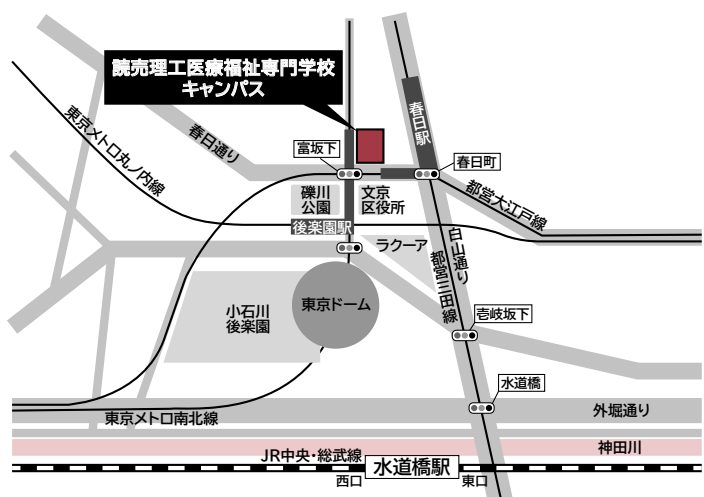 読売理工医療福祉専門学校
キャンパス
春日駅
東京メトロ丸ノ内線
春日通り
富坂下
春日町
礫川
公園
文京
区役所
都営大江戸線
後楽園駅
ラクーア
白山通り
都営三田線
小石川
後楽園
東京ドーム
壱岐坂下
水道橋
東京メトロ南北線
外堀通り
神田川
JR中央・総武線
水道橋駅
西口
東口